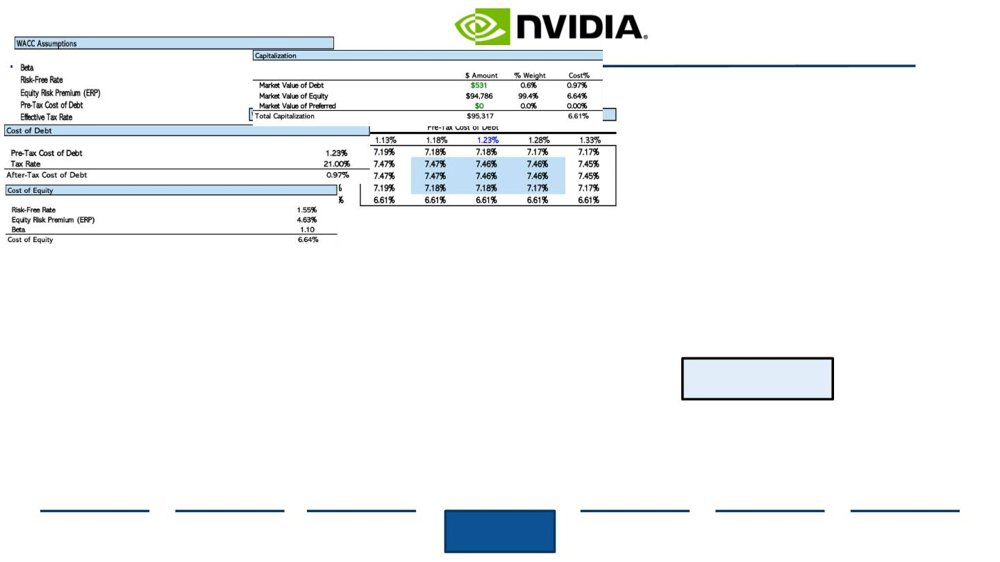 NVIDIA®
WACC Assumptions
Beta
Risk-Free Rate
Equity Risk Premium (ERP)
Pre-Tax Cost of Debt
Effective Tax Rate
Capitalization
$ Amount % Weight Cost%
Market Value of Debt $531 0.6% 0.97%
Market Value of Equity $94,786 99.4% 6.64%
Market Value of Preferred $0 0.0% 0.00%
Total Capitalization $95,317 6.61%
Cost of Debt
Pre-Tax Cost of Debt 1.23%
Tax Rate 21.00%
After-Tax Cost of Debt 0.97%
Pre-Tax Cost of Debt
1.13% 1.18% 1.23% 1.28% 1.33%
7.19% 7.18% 7.18% 7.17% 7.17%
7.47% 7.47% 7.46% 7.46% 7.45%
7.47% 7.47% 7.46% 7.46% 7.45%
% 7.19% 7.18% 7.18% 7.17% 7.17%
% 6.61% 6.61% 6.61% 6.61% 6.61%
Cost of Equity
Risk-Free Rate 1.55%
Equity Risk Premium (ERP) 4.63%
Beta 1.10
Cost of Equity 6.64%